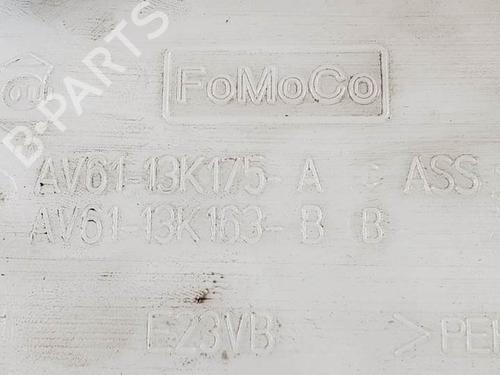 FoMoCo
AV61-13K175-A : ASS
AV61-13K163-B B
E23VB >PE
B-PARTS